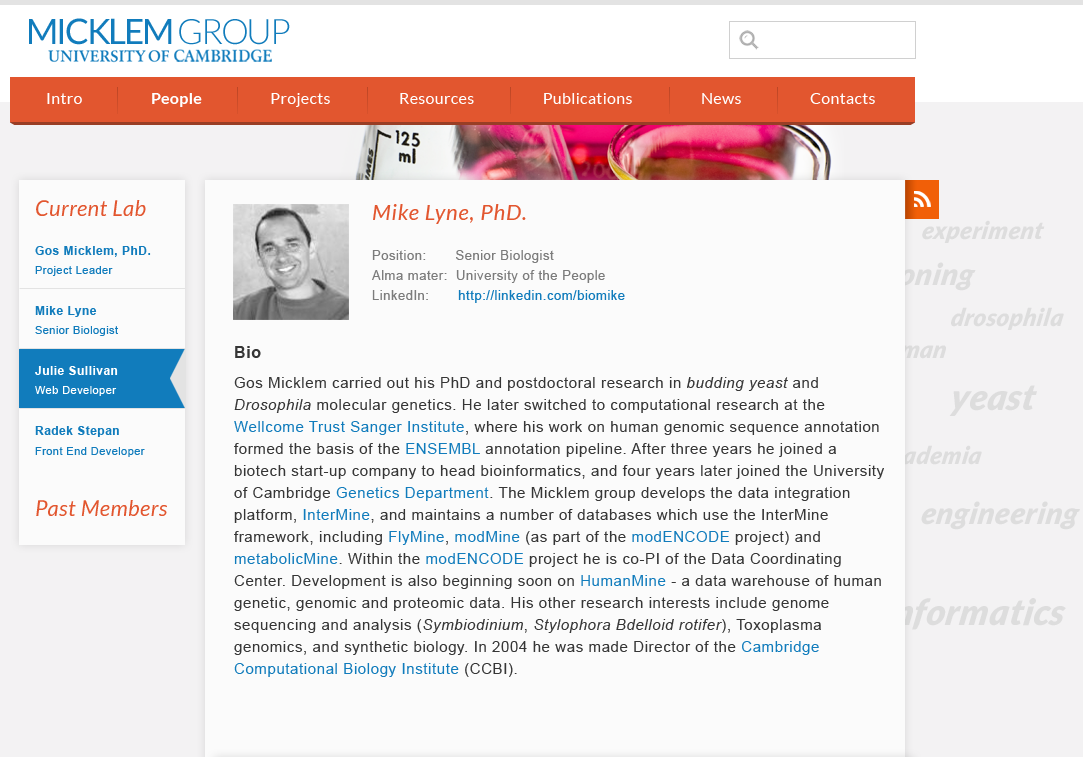 MICKLEM GROUP
UNIVERSITY OF CAMBRIDGE
Intro People Projects Resources Publications News Contacts
125
ml
Current Lab
Gos Micklem, PhD.
Project Leader
Mike Lyne
Senior Biologist
Julie Sullivan
Web Developer
Radek Stepan
Front End Developer
Past Members
Mike Lyne, PhD.
Position: Senior Biologist
Alma mater: University of the People
LinkedIn: http://linkedin.com/biomike
Bio
Gos Micklem carried out his PhD and postdoctoral research in budding yeast and
Drosophila molecular genetics. He later switched to computational research at the
Wellcome Trust Sanger Institute, where his work on human genomic sequence annotation
formed the basis of the ENSEMBL annotation pipeline. After three years he joined a
biotech start-up company to head bioinformatics, and four years later joined the University
of Cambridge Genetics Department. The Micklem group develops the data integration
platform, InterMine, and maintains a number of databases which use the InterMine
framework, including FlyMine, modMine (as part of the modENCODE project) and
metabolicMine. Within the modENCODE project he is co-PI of the Data Coordinating
Center. Development is also beginning soon on HumanMine - a data warehouse of human
genetic, genomic and proteomic data. His other research interests include genome
sequencing and analysis (Symbiodinium, Stylophora Bdelloid rotifer), Toxoplasma
genomics, and synthetic biology. In 2004 he was made Director of the Cambridge
Computational Biology Institute (CCBI).
experiment
oning
drosophila
man
yeast
ademia
engineering
nformatics